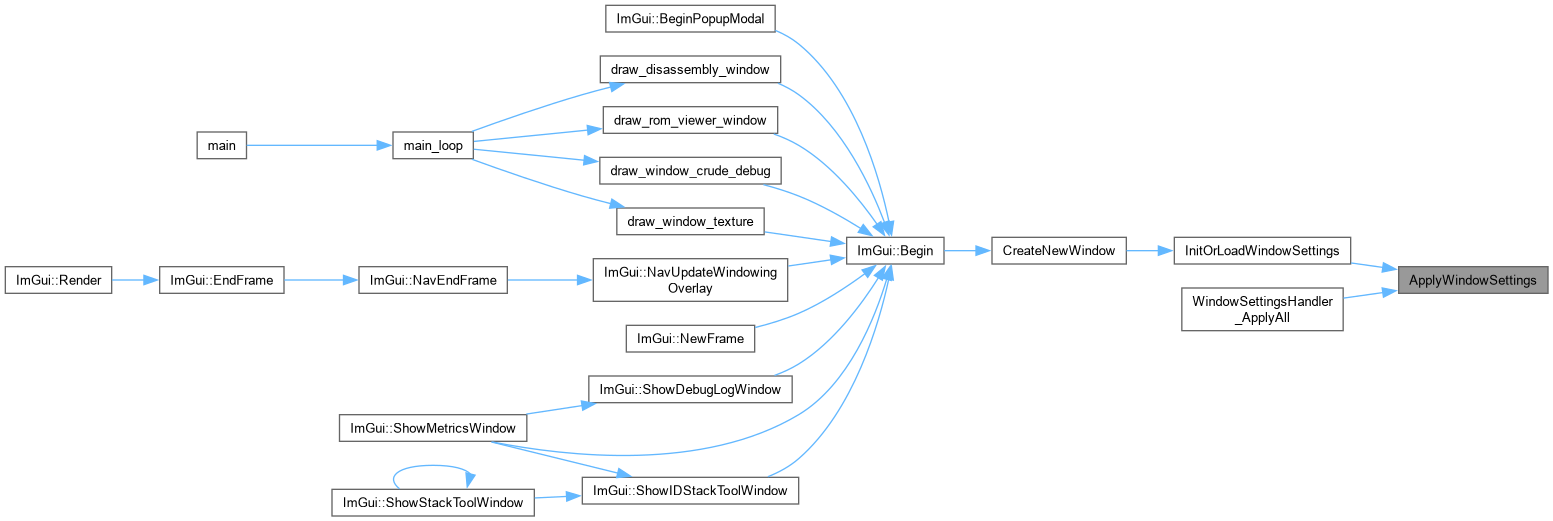 ImGui::BeginPopupModal
draw_disassembly_window
draw_rom_viewer_window
main
main_loop
draw_window_crude_debug
draw_window_texture
ImGui::Begin
CreateNewWindow
InitOrLoadWindowSettings
ImGui::Render
ImGui::EndFrame
ImGui::NavEndFrame
ImGui::NavUpdateWindowing
Overlay
ApplyWindowSettings
WindowSettingsHandler
_ApplyAll
ImGui::NewFrame
ImGui::ShowDebugLogWindow
ImGui::ShowMetricsWindow
ImGui::ShowStackToolWindow
ImGui::ShowIDStackToolWindow